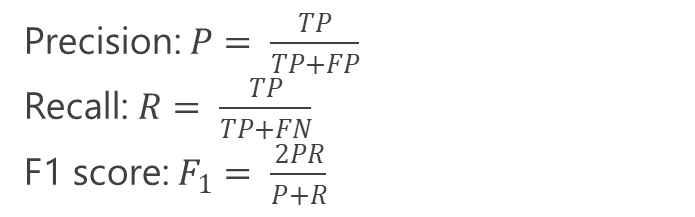 Precision: P = TP / TP+FP
Recall: R = TP / TP+FN
F1 score: F₁ = 2PR / P+R